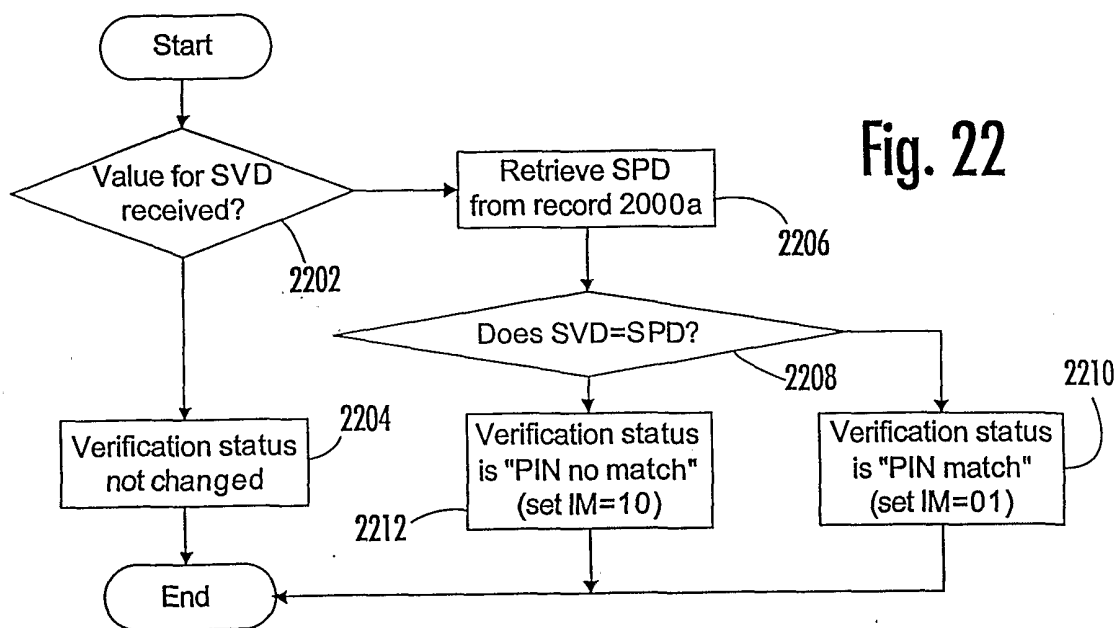 Start
Fig. 22
Value for SVD
received?
2202
Retrieve SPD
from record 2000a
2206
Does SVD=SPD?
2208
2210
Verification status
not changed
2204
Verification status
is "PIN no match"
(set IM=10)
2212
Verification status
is "PIN match"
(set IM=01)
End